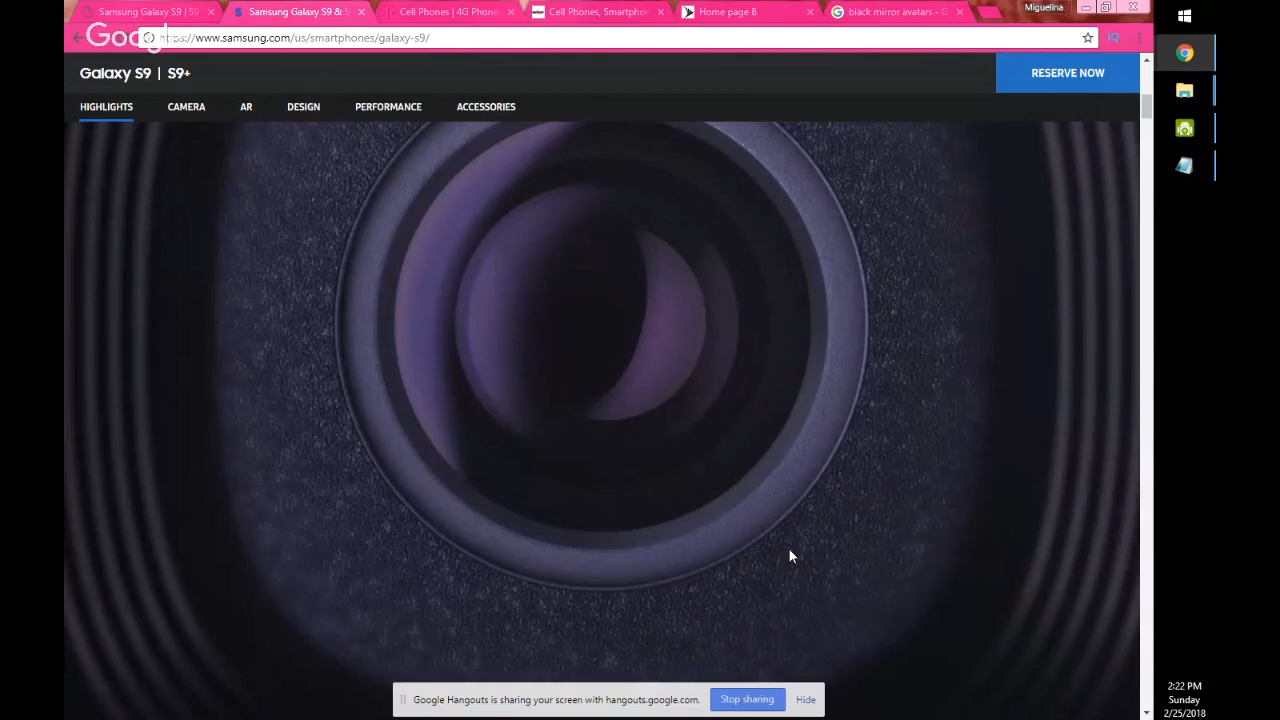 Samsung Galaxy S9 | S9
Samsung Galaxy S9 & S
Cell Phones | 4G Phone
Cell Phones, Smartpho
Home page B
black mirror avatars - G
Miguelina
Google
https://www.samsung.com/us/smartphones/galaxy-s9/
IQ
Galaxy S9 | S9+
RESERVE NOW
HIGHLIGHTS
CAMERA
AR
DESIGN
PERFORMANCE
ACCESSORIES
Google Hangouts is sharing your screen with hangouts.google.com.
Stop sharing
Hide
2:22 PM
Sunday
2/25/2018